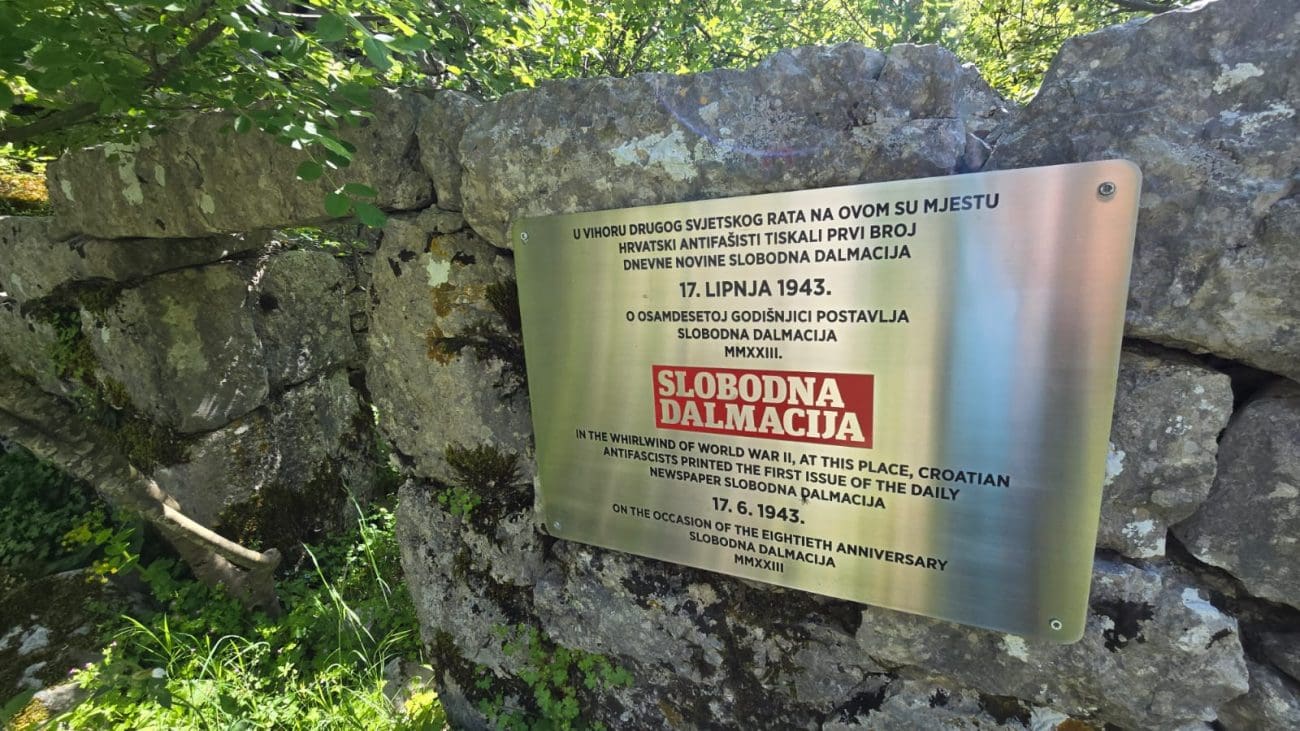 U VIHORU DRUGOG SVJETSKOG RATA NA OVOM SU MJESTU
HRVATSKI ANTIFAŠISTI TISKALI PRVI BROJ
DNEVNE NOVINE SLOBODNA DALMACIJA
17. LIPNJA 1943.
O OSAMDESETOJ GODIŠNJICI POSTAVLJA
SLOBODNA DALMACIJA
MMXXIII.
SLOBODNA
DALMACIJA
IN THE WHIRLWIND OF WORLD WAR II, AT THIS PLACE, CROATIAN
ANTIFASCISTS PRINTED THE FIRST ISSUE OF THE DAILY
NEWSPAPER SLOBODNA DALMACIJA
17. 6. 1943.
ON THE OCCASION OF THE EIGHTIETH ANNIVERSARY
SLOBODNA DALMACIJA
MMXXIII